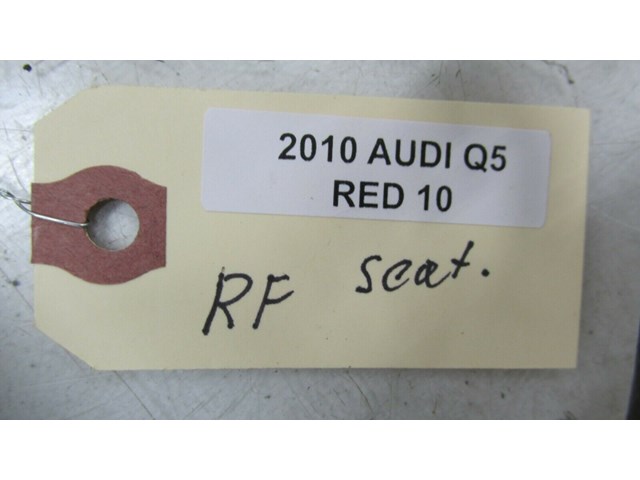 2010 AUDI Q5
RED 10
RF seat.